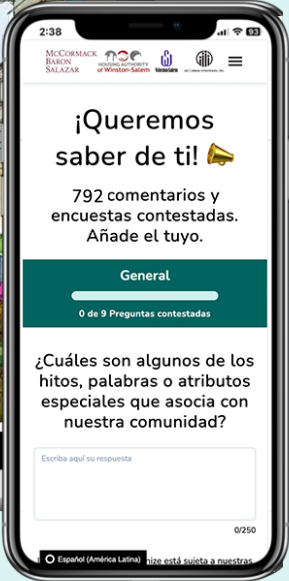 2:38
93
McCormack
Baron
Salazar
HOUSING AUTHORITY
of Winston-Salem
¡Queremos
saber de ti!
792 comentarios y
encuestas contestadas.
Añade el tuyo.
General
0 de 9 Preguntas contestadas
¿Cuáles son algunos de los
hitos, palabras o atributos
especiales que asocia con
nuestra comunidad?
Escriba aquí su respuesta
0/250
Español (América Latina)
nize está sujeta a nuestras